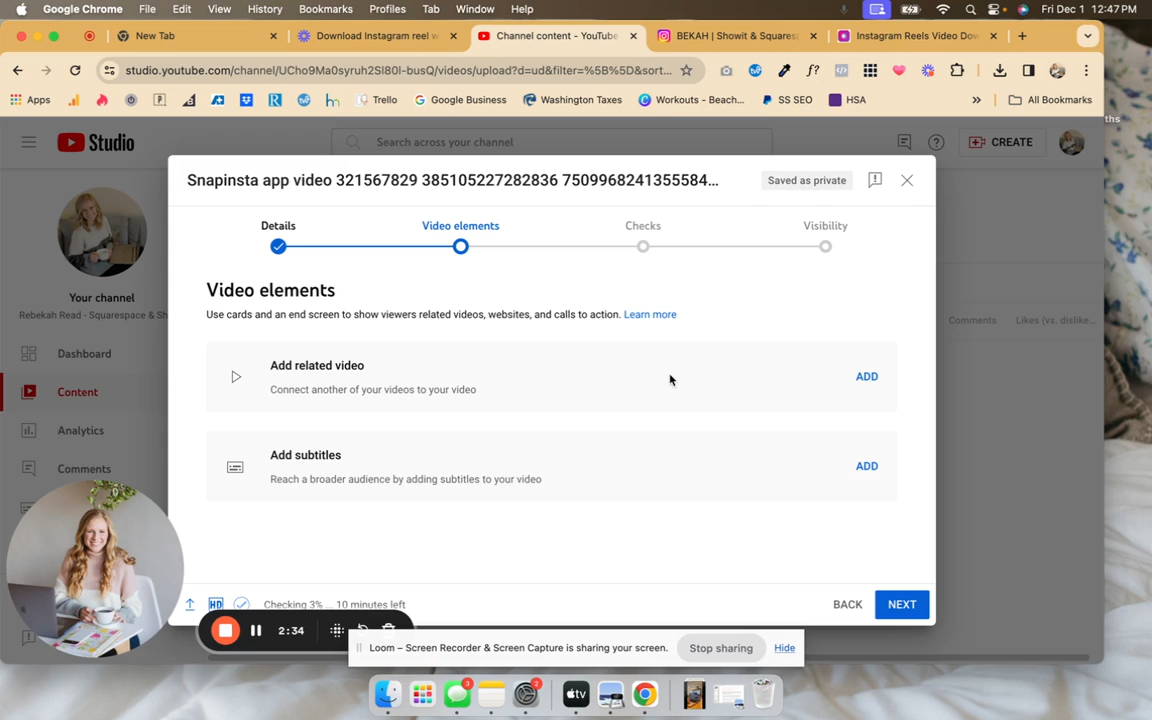 Google Chrome File Edit View History Bookmarks Profiles Tab Window Help Fri Dec 1 12:47PM
New Tab Download Instagram reel w Channel content - YouTube BEKAH | Showit & Squares Instagram Reels Video Dow
studio.youtube.com/channel/UCho9Ma0syruh2Sl80I-busQ/videos/upload?d=ud&filter=%5B%5D&sort...
Apps Trello Google Business Washington Taxes Workouts - Beach... SS SEO HSA » All Bookmarks
ths
Studio Search across your channel CREATE
Snapinsta app video 321567829 385105227282836 7509968241355584... Saved as private
Details Video elements Checks Visibility
Video elements
Use cards and an end screen to show viewers related videos, websites, and calls to action. Learn more
Your channel
Rebekah Read - Squarespace & Sh
Comments Likes (vs. dislike...
Dashboard
Content
Analytics
Comments
Add related video
Connect another of your videos to your video
ADD
Add subtitles
Reach a broader audience by adding subtitles to your video
ADD
HD Checking 3% ... 10 minutes left
BACK NEXT
2:34
Loom – Screen Recorder & Screen Capture is sharing your screen. Stop sharing Hide
3
2
tv